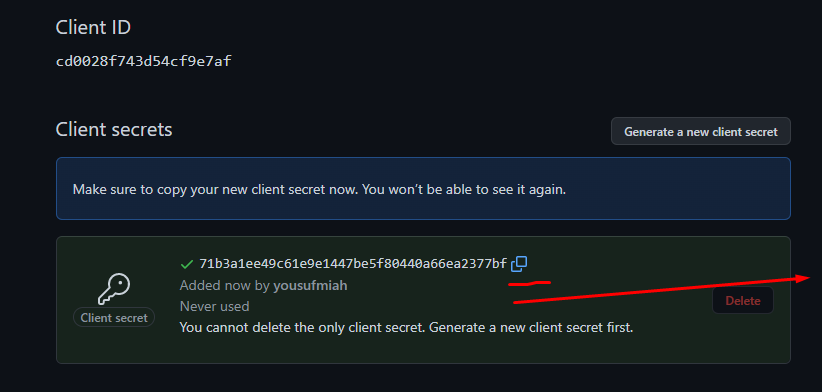 Client ID
cd0028f743d54cf9e7af
Client secrets
Generate a new client secret
Make sure to copy your new client secret now. You won't be able to see it again.
71b3a1ee49c61e9e1447be5f80440a66ea2377bf
Added now by yousufmiah
Never used
Client secret
You cannot delete the only client secret. Generate a new client secret first.
Delete